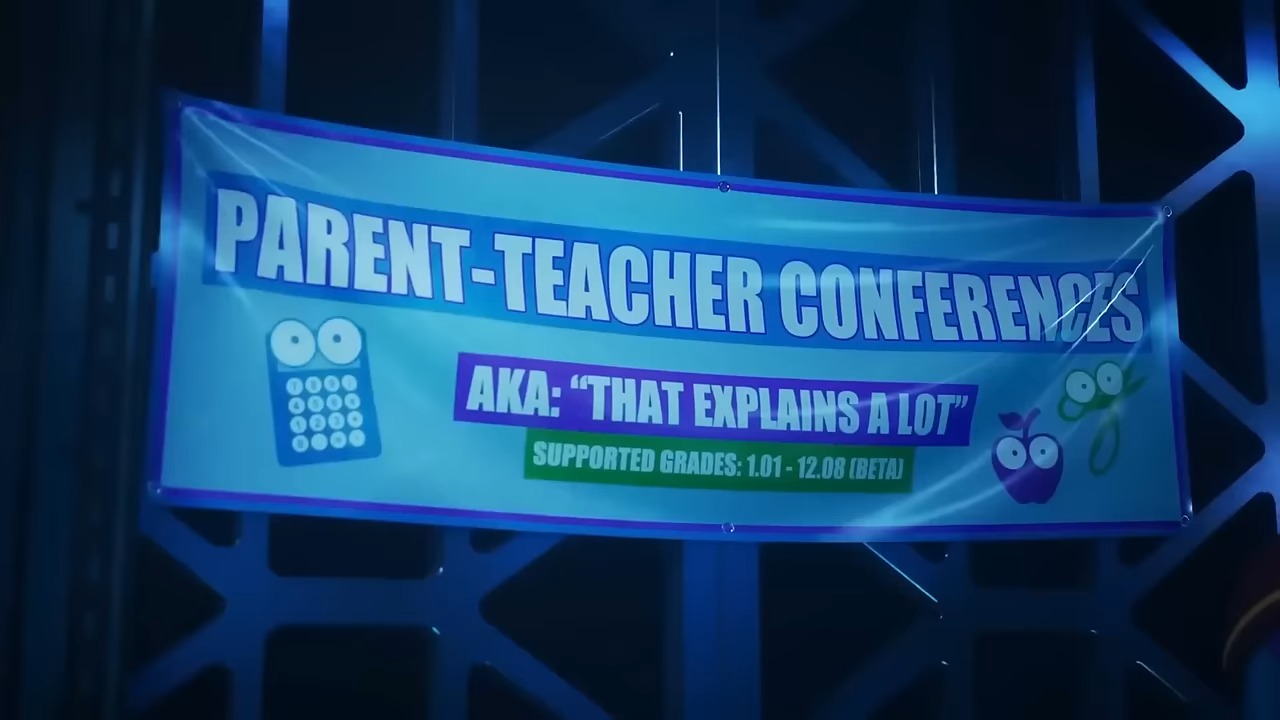 PARENT-TEACHER CONFERENCES
AKA: “THAT EXPLAINS A LOT”
SUPPORTED GRADES: 1.01 - 12.08 (BETA)